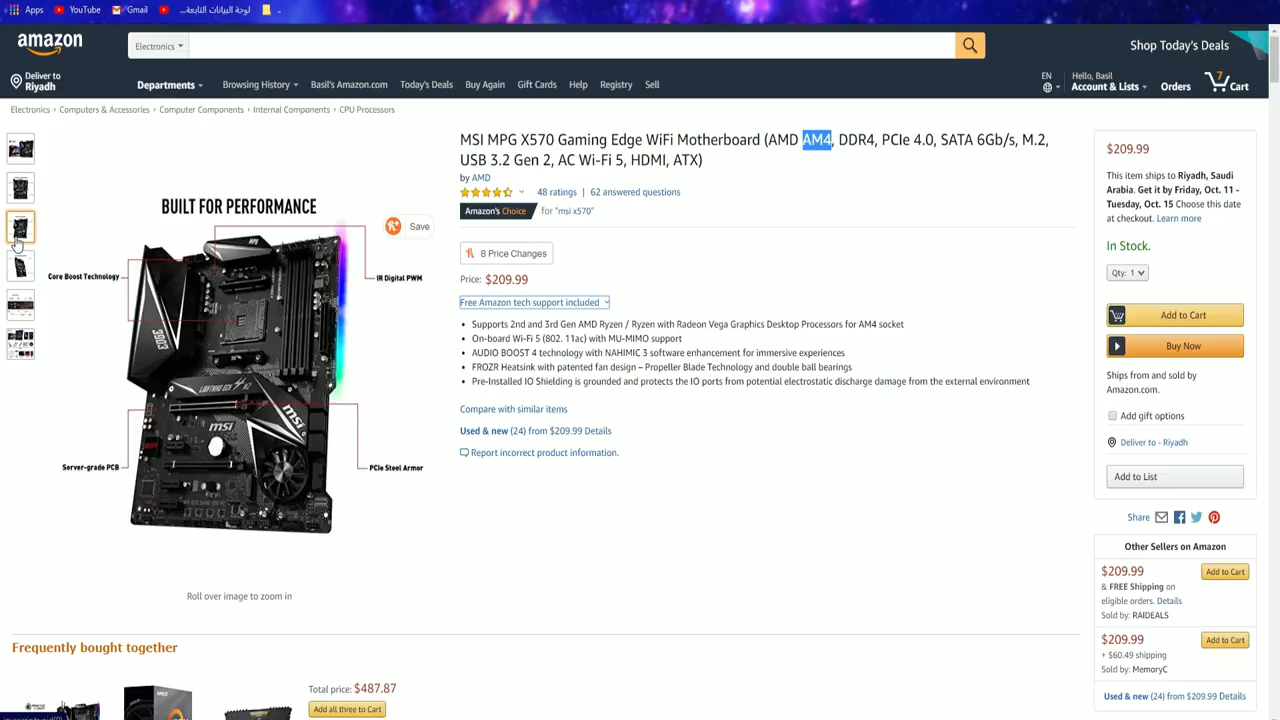 Apps YouTube Gmail لوحة البيانات التابعة...
amazon
Electronics
Shop Today's Deals
Deliver to
Riyadh
Departments Browsing History Basil's Amazon.com Today's Deals Buy Again Gift Cards Help Registry Sell
EN
Hello, Basil
Account & Lists
Orders
7
Cart
Electronics › Computers & Accessories › Computer Components › Internal Components › CPU Processors
MSI MPG X570 Gaming Edge WiFi Motherboard (AMD AM4, DDR4, PCIe 4.0, SATA 6Gb/s, M.2,
USB 3.2 Gen 2, AC Wi-Fi 5, HDMI, ATX)
by AMD
48 ratings | 62 answered questions
Amazon's Choice for "msi x570"
8 Price Changes
Price: $209.99
Free Amazon tech support included
• Supports 2nd and 3rd Gen AMD Ryzen / Ryzen with Radeon Vega Graphics Desktop Processors for AM4 socket
• On-board Wi-Fi 5 (802. 11ac) with MU-MIMO support
• AUDIO BOOST 4 technology with NAHIMIC 3 software enhancement for immersive experiences
• FROZR Heatsink with patented fan design – Propeller Blade Technology and double ball bearings
• Pre-Installed IO Shielding is grounded and protects the IO ports from potential electrostatic discharge damage from the external environment
Compare with similar items
Used & new (24) from $209.99 Details
Report incorrect product information.
BUILT FOR PERFORMANCE
Save
Core Boost Technology
IR Digital PWM
EDGE
msi
msi
Server-grade PCB
PCIe Steel Armor
Roll over image to zoom in
$209.99
This item ships to Riyadh, Saudi
Arabia. Get it by Friday, Oct. 11 -
Tuesday, Oct. 15 Choose this date
at checkout. Learn more
In Stock.
Qty: 1
Add to Cart
Buy Now
Ships from and sold by
Amazon.com.
Add gift options
Deliver to - Riyadh
Add to List
Share
Other Sellers on Amazon
$209.99 Add to Cart
& FREE Shipping on
eligible orders. Details
Sold by: RAIDEALS
$209.99 Add to Cart
+ $60.49 shipping
Sold by: MemoryC
Used & new (24) from $209.99 Details
Frequently bought together
Total price: $487.87
Add all three to Cart